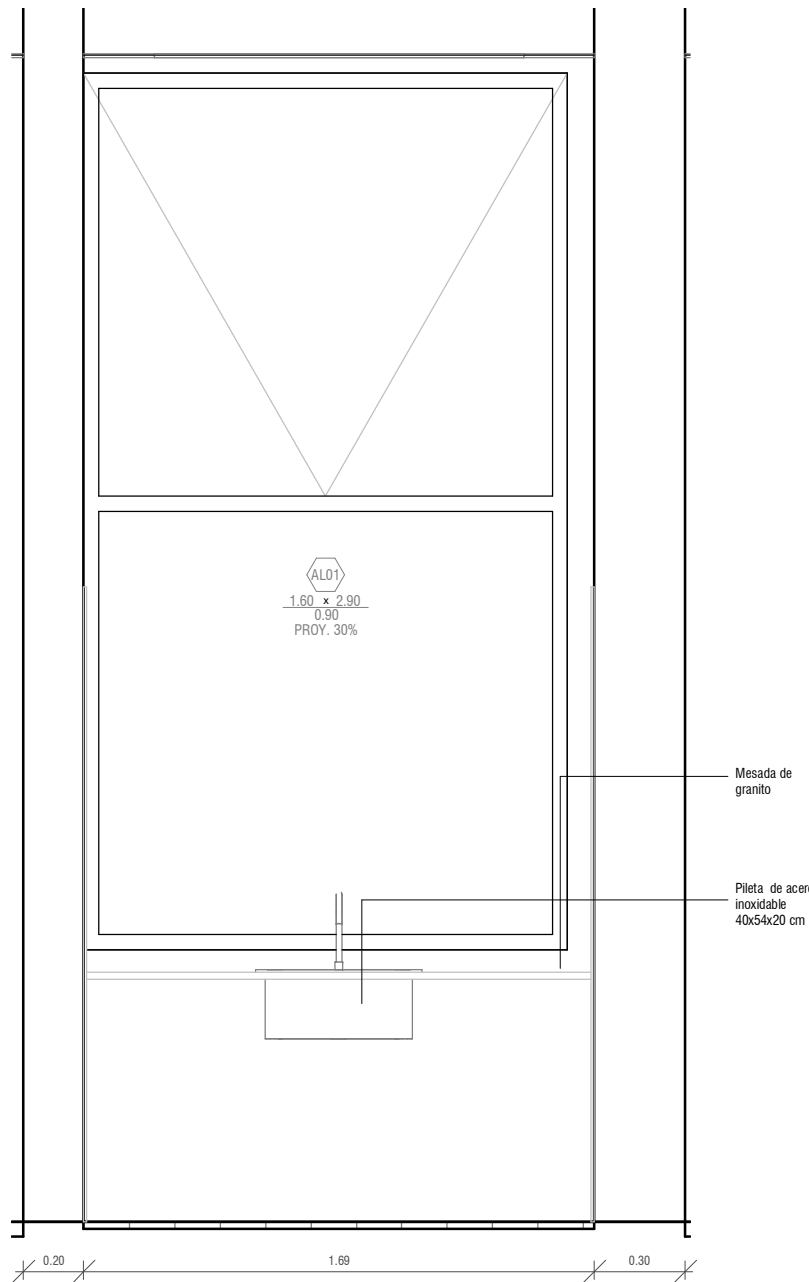 AL01
1.60 x 2.90
0.90
PROY. 30%
Mesada de
granito
Pileta de acer
inoxidable
40x54x20 cm
0.20
1.69
0.30